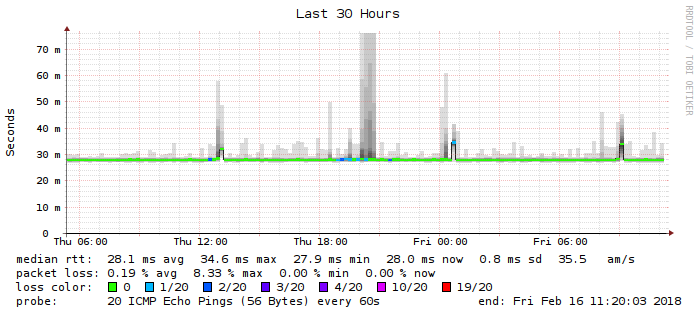 Last 30 Hours
RRDTOOL / TOBI OETIKER
Seconds
70 m
60 m
50 m
40 m
30 m
20 m
10 m
0
Thu 06:00 Thu 12:00 Thu 18:00 Fri 00:00 Fri 06:00
median rtt: 28.1 ms avg 34.6 ms max 27.9 ms min 28.0 ms now 0.8 ms sd 35.5 am/s
packet loss: 0.19 % avg 8.33 % max 0.00 % min 0.00 % now
loss color: 0 1/20 2/20 3/20 4/20 10/20 19/20
probe: 20 ICMP Echo Pings (56 Bytes) every 60s end: Fri Feb 16 11:20:03 2018